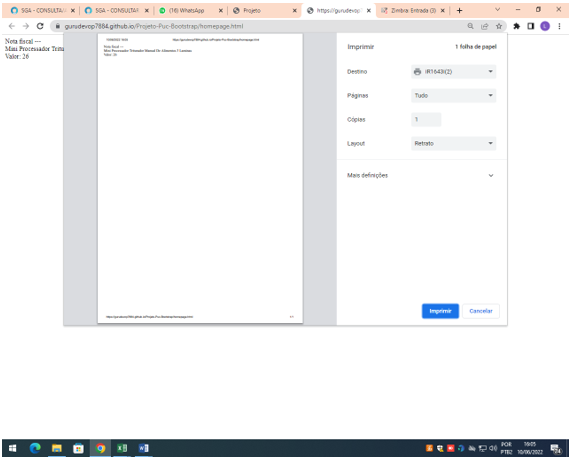 SGA - CONSULTA
SGA - CONSULTA
(16) WhatsApp
Projeto
https://gurudevop
Zimbra: Entrada (3)
gurudevop7884.github.io/Projeto-Puc-Bootstrap/homepage.html
Nota fiscal ---
Mini Processador Tritu
Valor: 26
10/06/2022 16:05
https://gurudevop7884.github.io/Projeto-Puc-Bootstrap/homepage.html
Nota fiscal ---
Mini Processador Triturador Manual De Alimentos 3 Laminas
Valor: 26
https://gurudevop7884.github.io/Projeto-Puc-Bootstrap/homepage.html
1/1
Imprimir
1 folha de papel
Destino
iR1643i(2)
Páginas
Tudo
Cópias
1
Layout
Retrato
Mais definições
Imprimir
Cancelar
POR
PTB2
16:05
10/06/2022
24